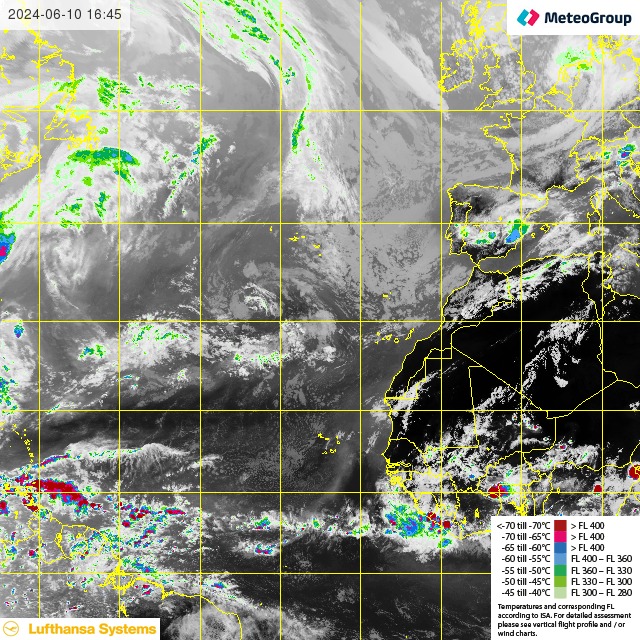 2024-06-10 16:45
MeteoGroup
<-70 till -70°C > FL 400
-70 till -65°C > FL 400
-65 till -60°C > FL 400
-60 till -55°C FL 400 – FL 360
-55 till -50°C FL 360 – FL 330
-50 till -45°C FL 330 – FL 300
-45 till -40°C FL 300 – FL 280
Temperatures and corresponding FL
according to ISA. For detailed assessment
please see vertical flight profile and / or
wind charts.
Lufthansa Systems